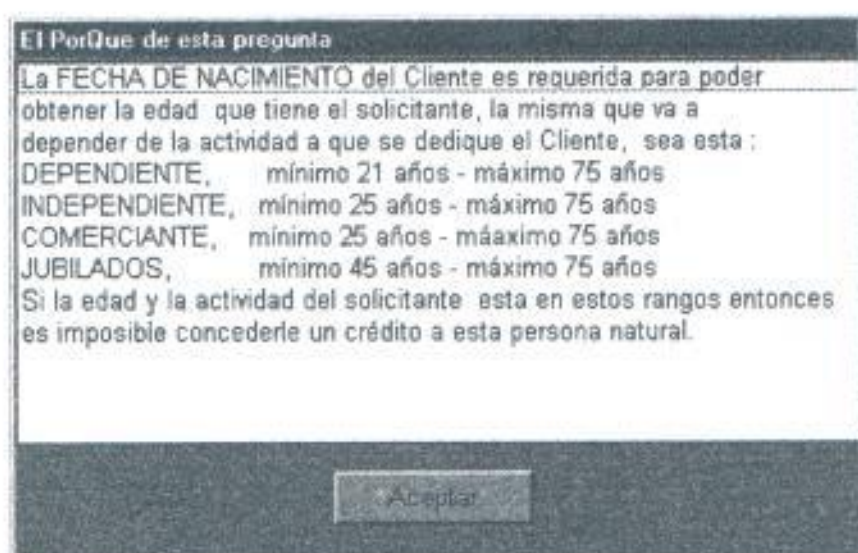 El PorQue de esta pregunta
La FECHA DE NACIMIENTO del Cliente es requerida para poder
obtener la edad que tiene el solicitante, la misma que va a
depender de la actividad a que se dedique el Cliente, sea esta :
DEPENDIENTE, mínimo 21 años - máximo 75 años
INDEPENDIENTE, mínimo 25 años - máximo 75 años
COMERCIANTE, mínimo 25 años - máaximo 75 años
JUBILADOS, mínimo 45 años - máximo 75 años
Si la edad y la actividad del solicitante esta en estos rangos entonces
es imposible concederle un crédito a esta persona natural.
Aceptar